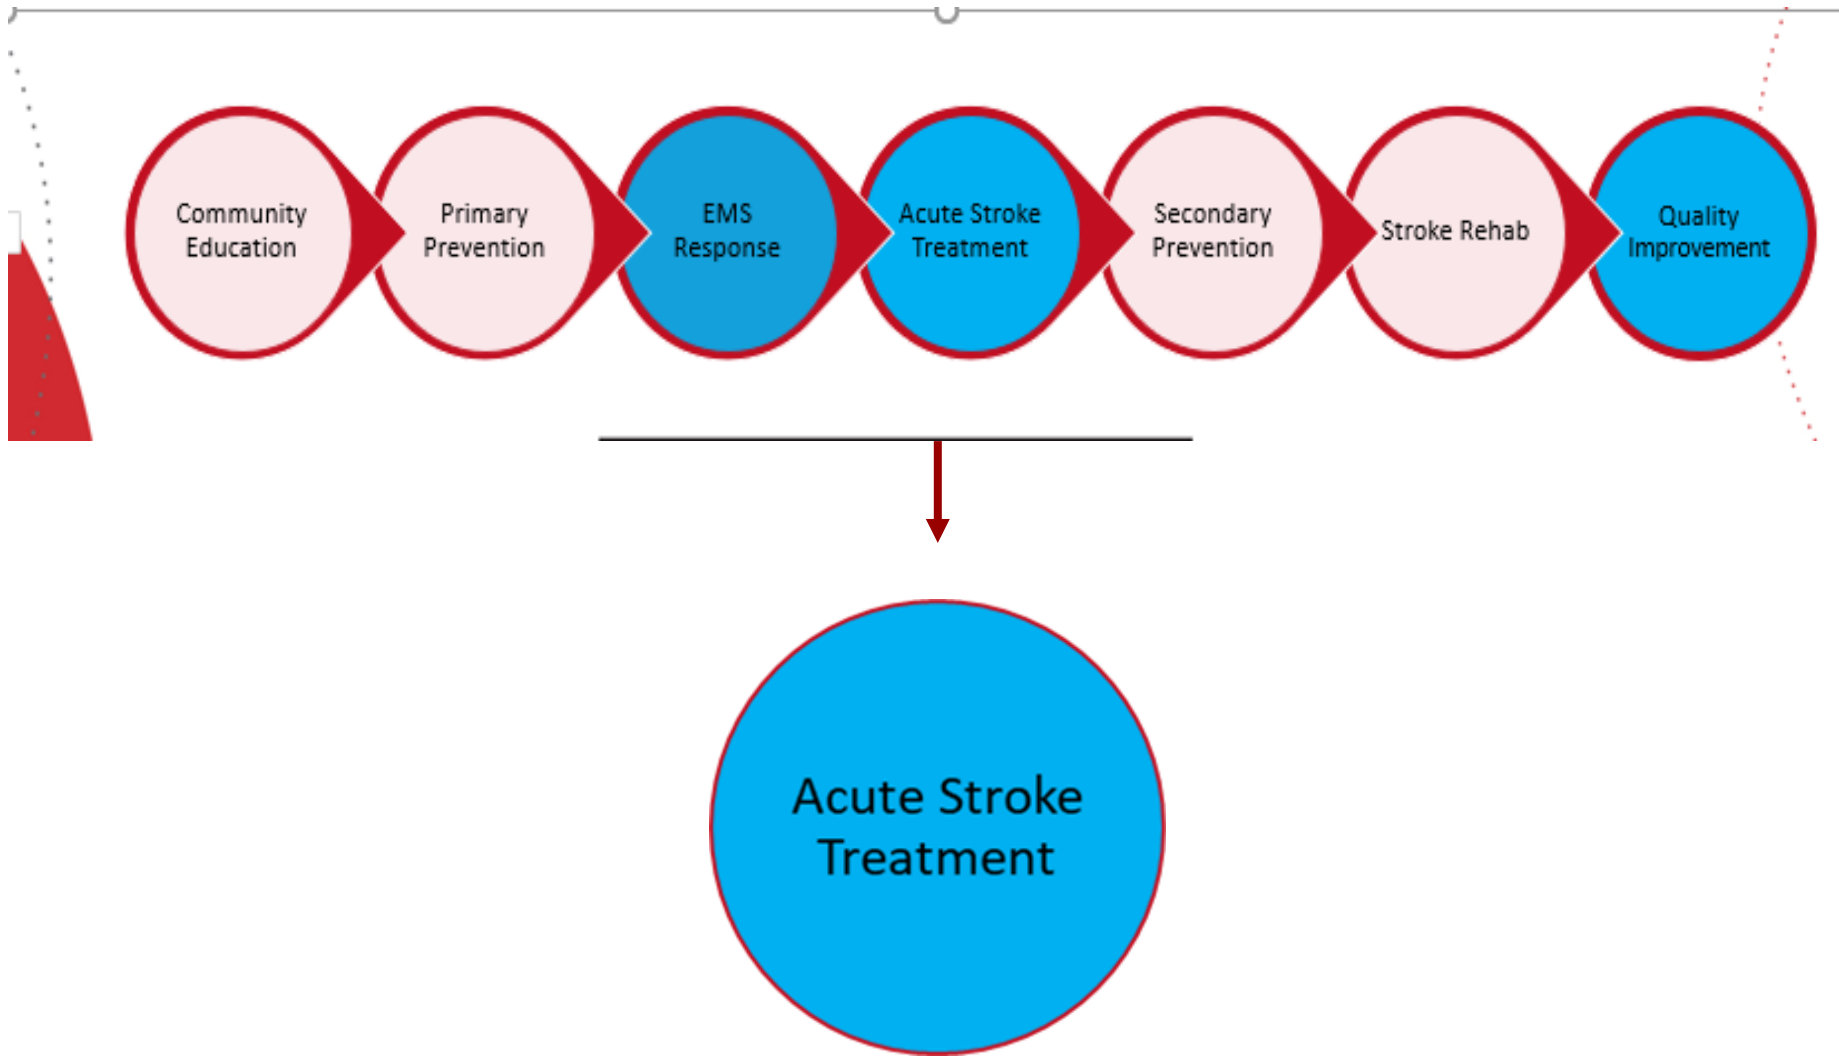 Community
Education
Primary
Prevention
EMS
Response
Acute Stroke
Treatment
Secondary
Prevention
Stroke Rehab
Quality
Improvement
Acute Stroke
Treatment